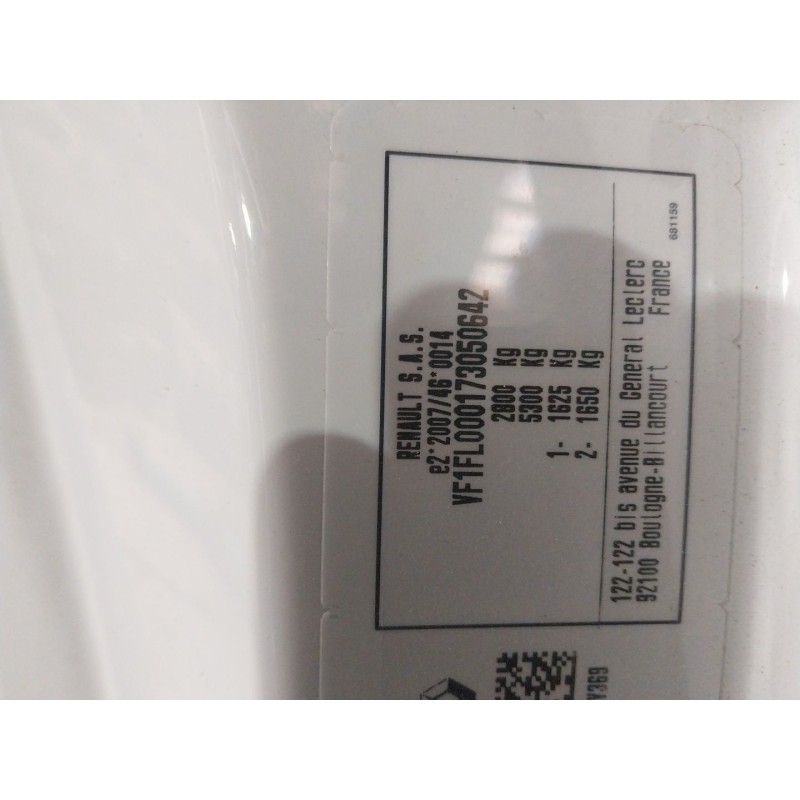 RENAULT S.A.S.
e2*2007/46*0014
VF1FL000173050642
2800 Kg
5300 Kg
1- 1625 Kg
2- 1650 Kg
122-122 bis avenue du General Leclerc
92100 Boulogne-Billancourt France
681159
Y369